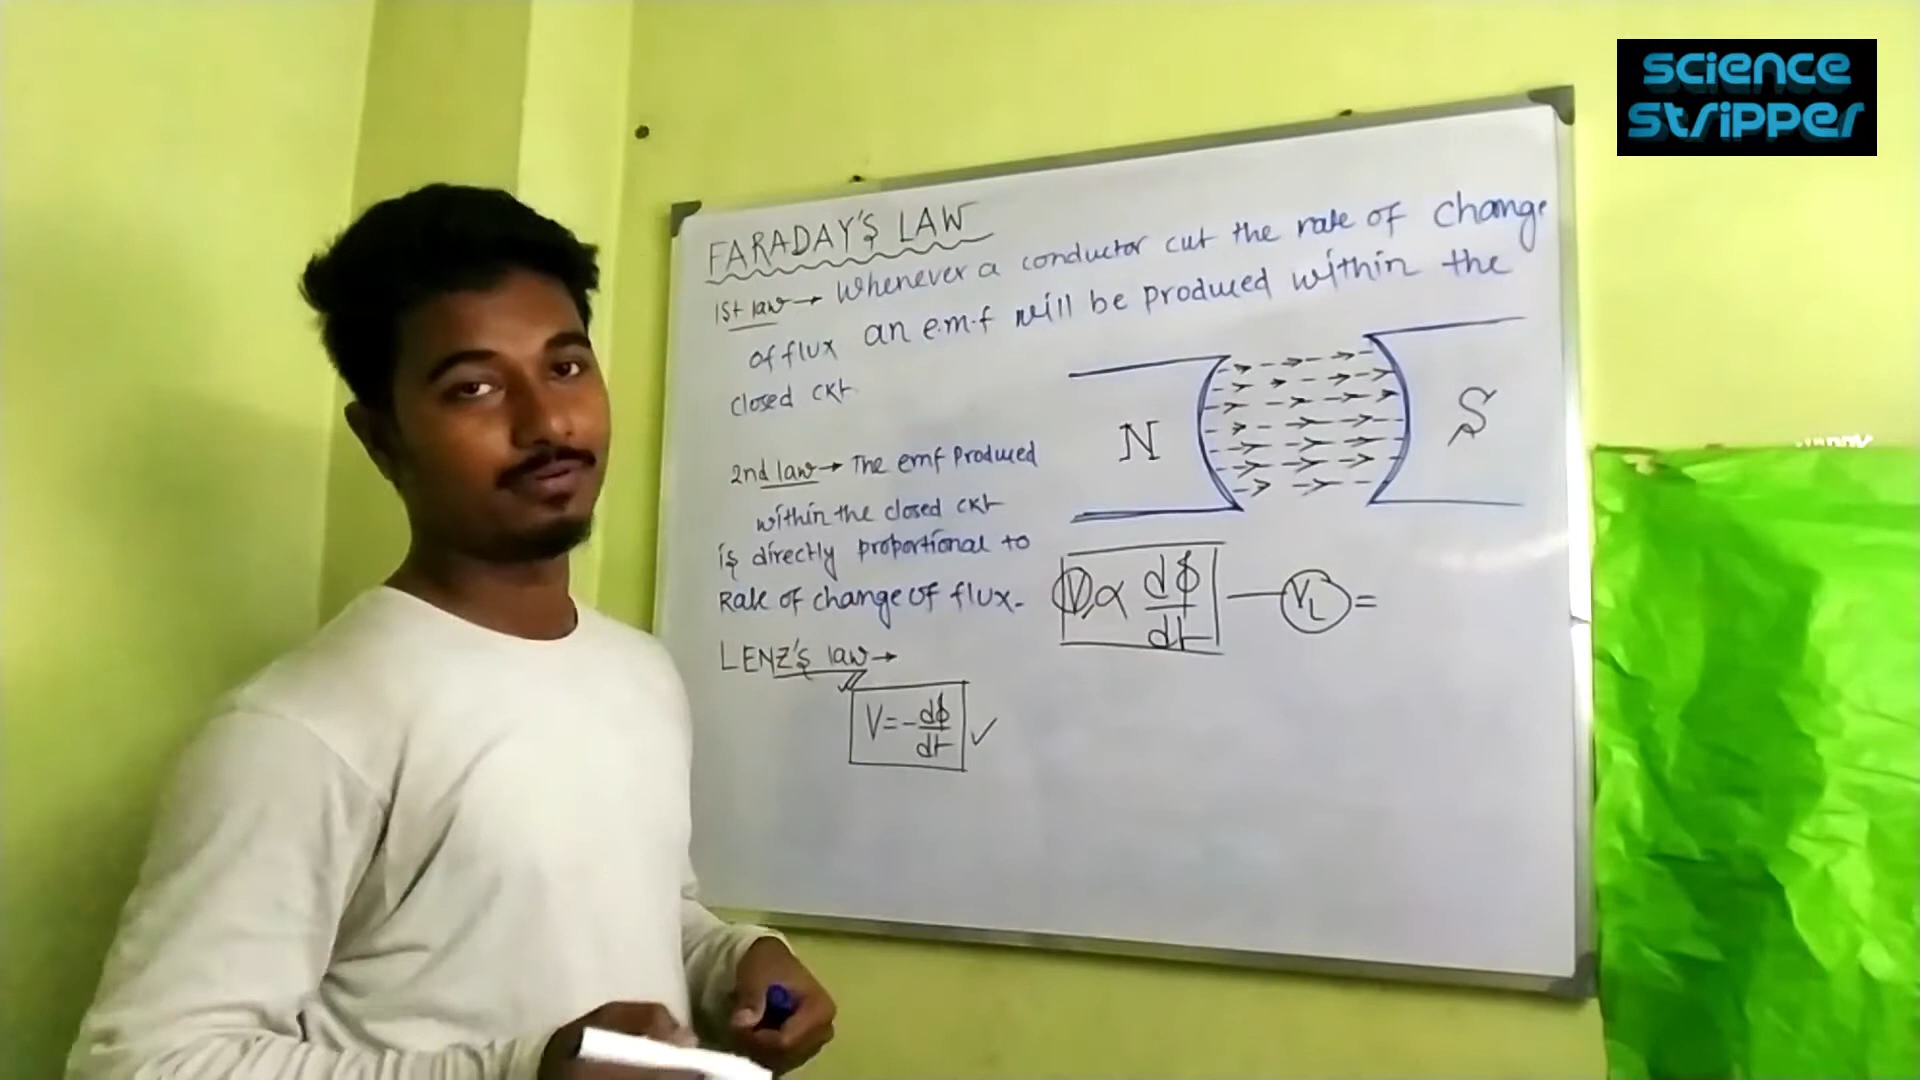 SCIENCE
STRIPPER
FARADAY'S LAW
1st law → Whenever a conductor cut the rate of change
of flux an e.m.f will be produced within the
closed ckt.
N
S
2nd law → The emf produced
within the closed ckt
is directly proportional to
Rate of change of flux.
V ∝ dϕ/dt
V_L =
LENZ'S law →
V = -dϕ/dt ✓